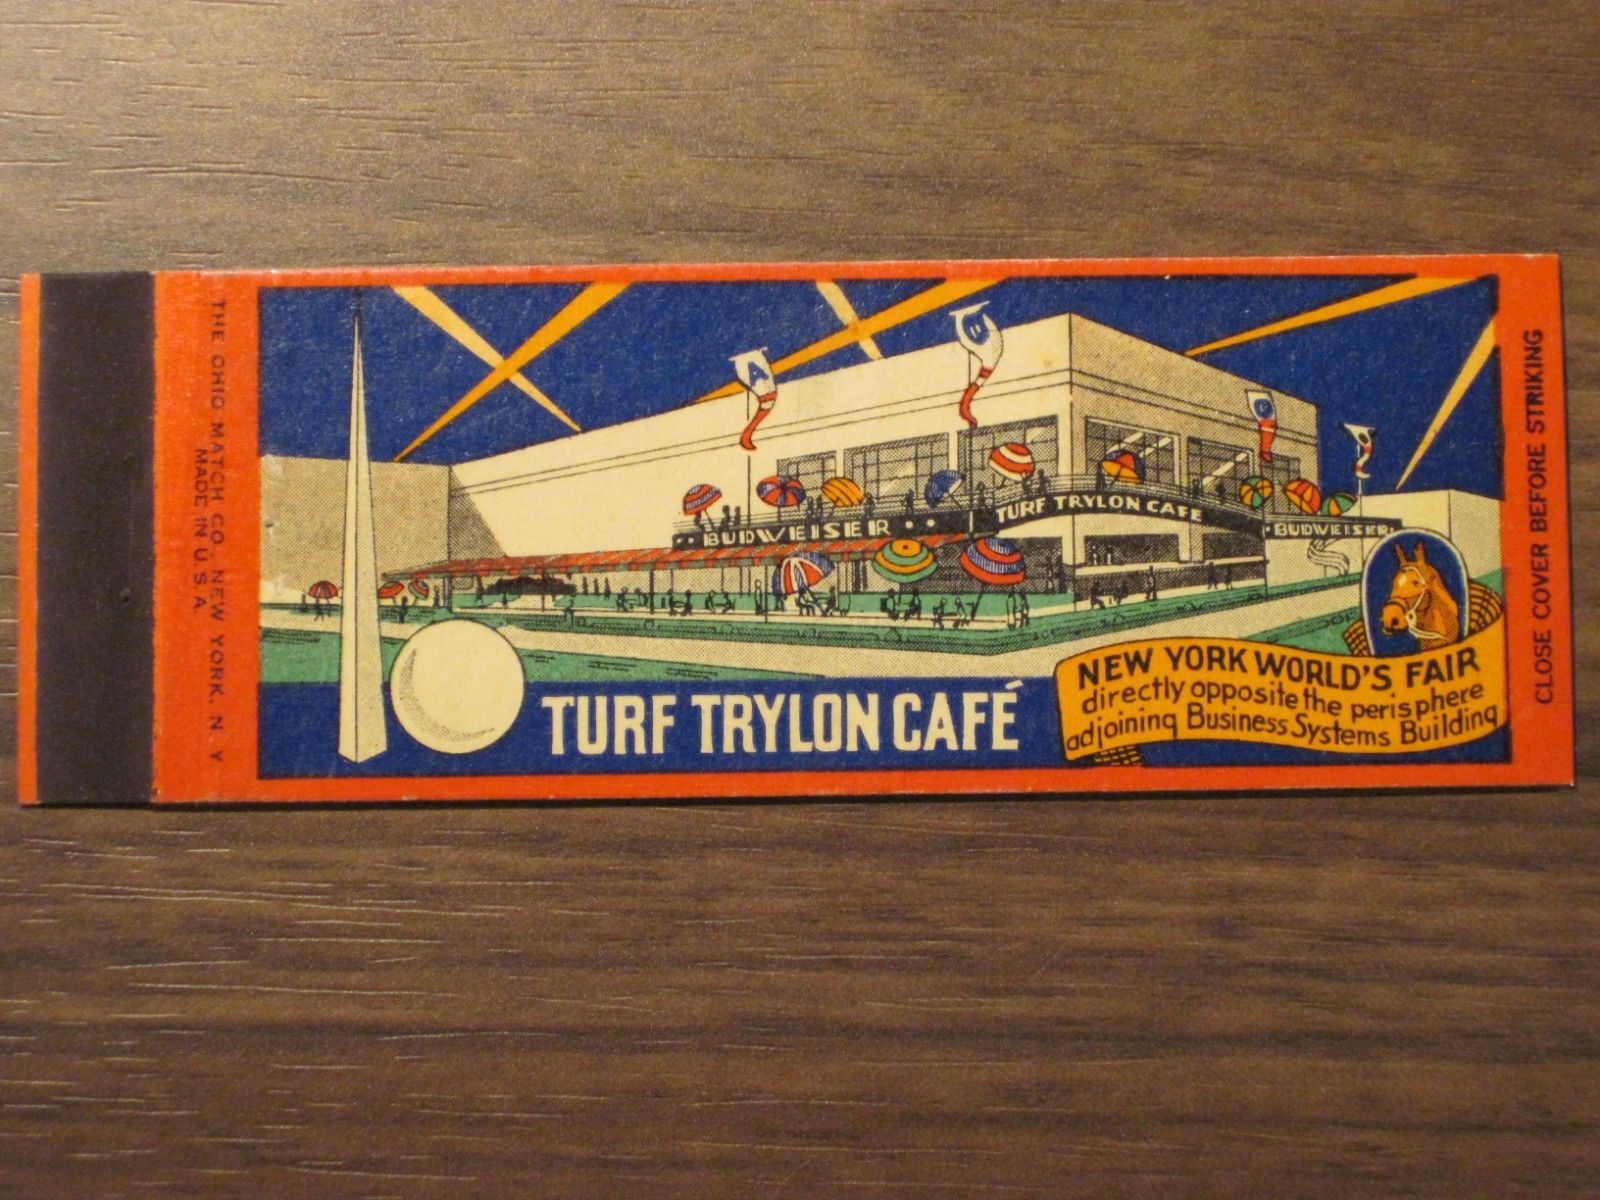 THE OHIO MATCH CO., NEW YORK, N. Y
MADE IN U. S. A.
A
U
BUDWEISER
TURF TRYLON CAFE
BUDWEISER
TURF TRYLON CAFÉ
NEW YORK WORLD'S FAIR
directly opposite the perisphere
adjoining Business Systems Building
CLOSE COVER BEFORE STRIKING